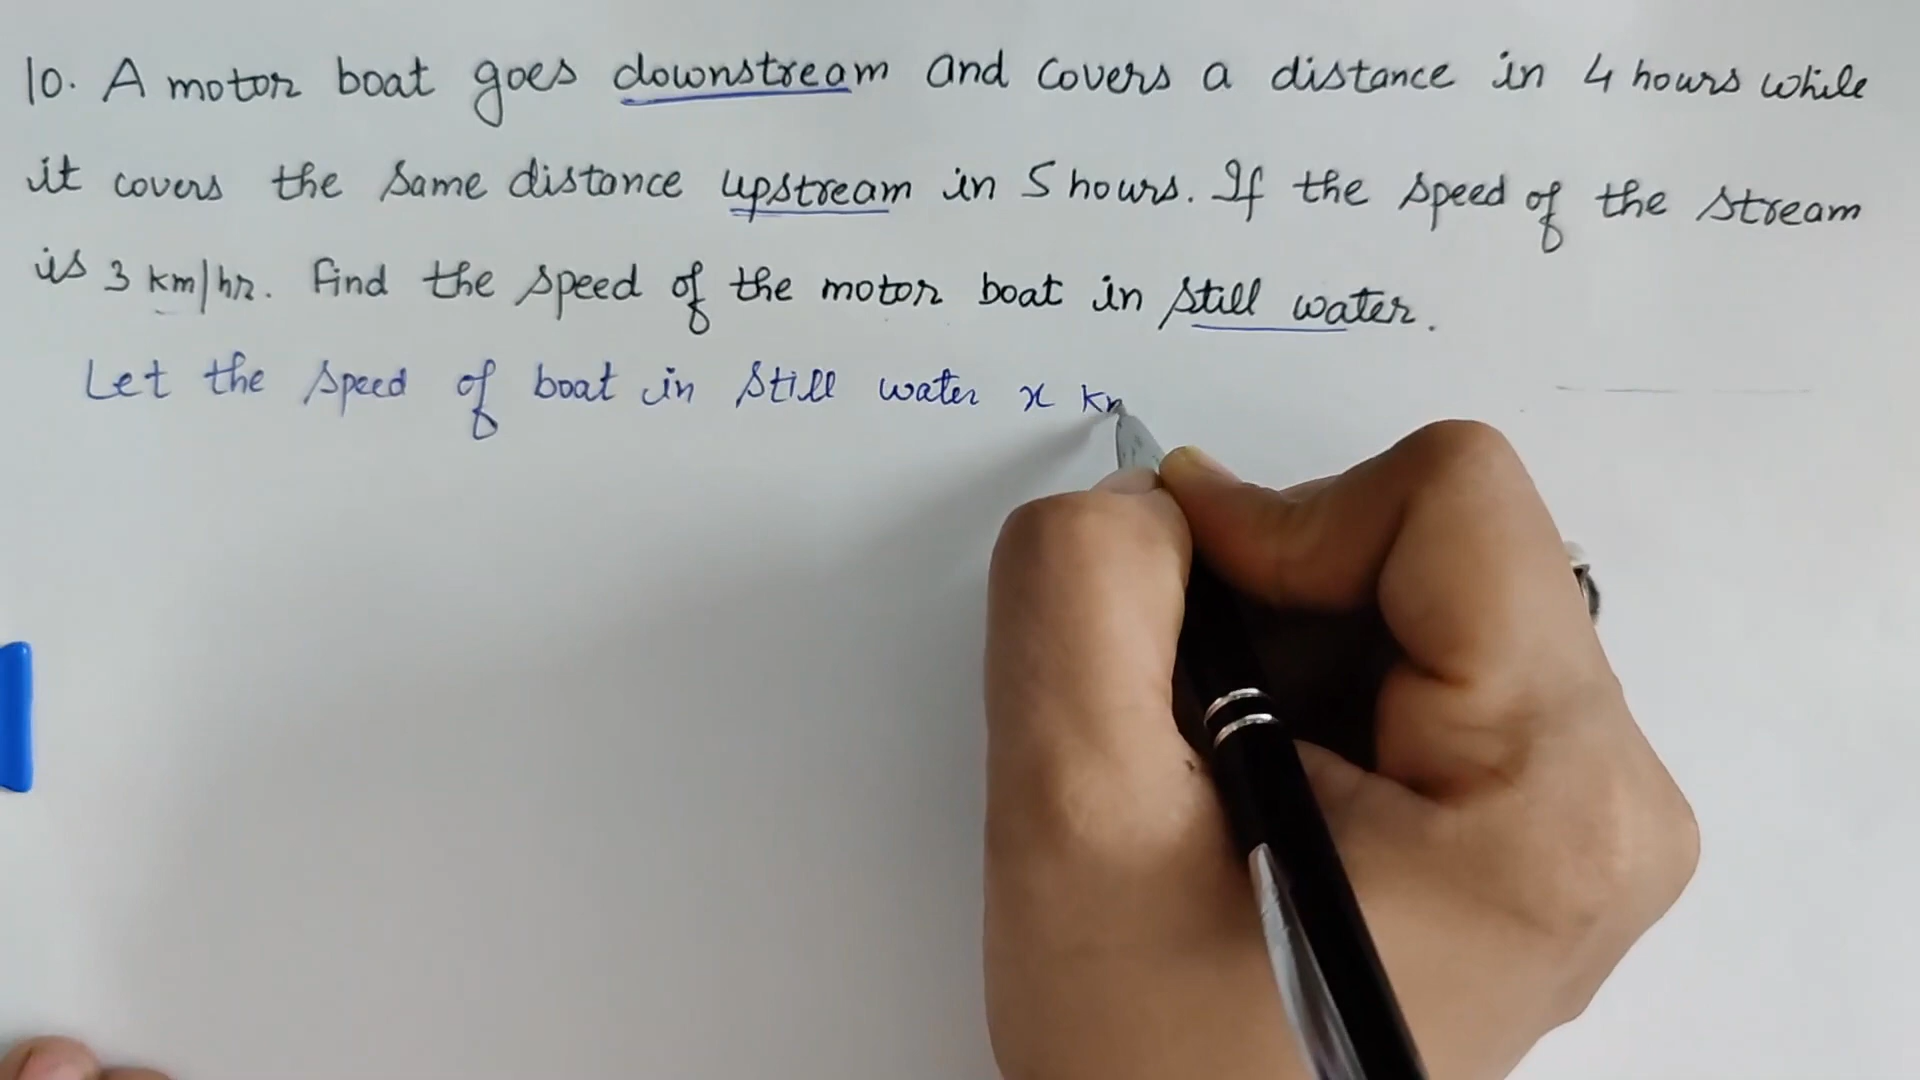 10. A motor boat goes downstream and covers a distance in 4 hours while
it covers the same distance upstream in 5 hours. If the speed of the stream
is 3 km/hr. Find the speed of the motor boat in still water.
Let the speed of boat in still water x